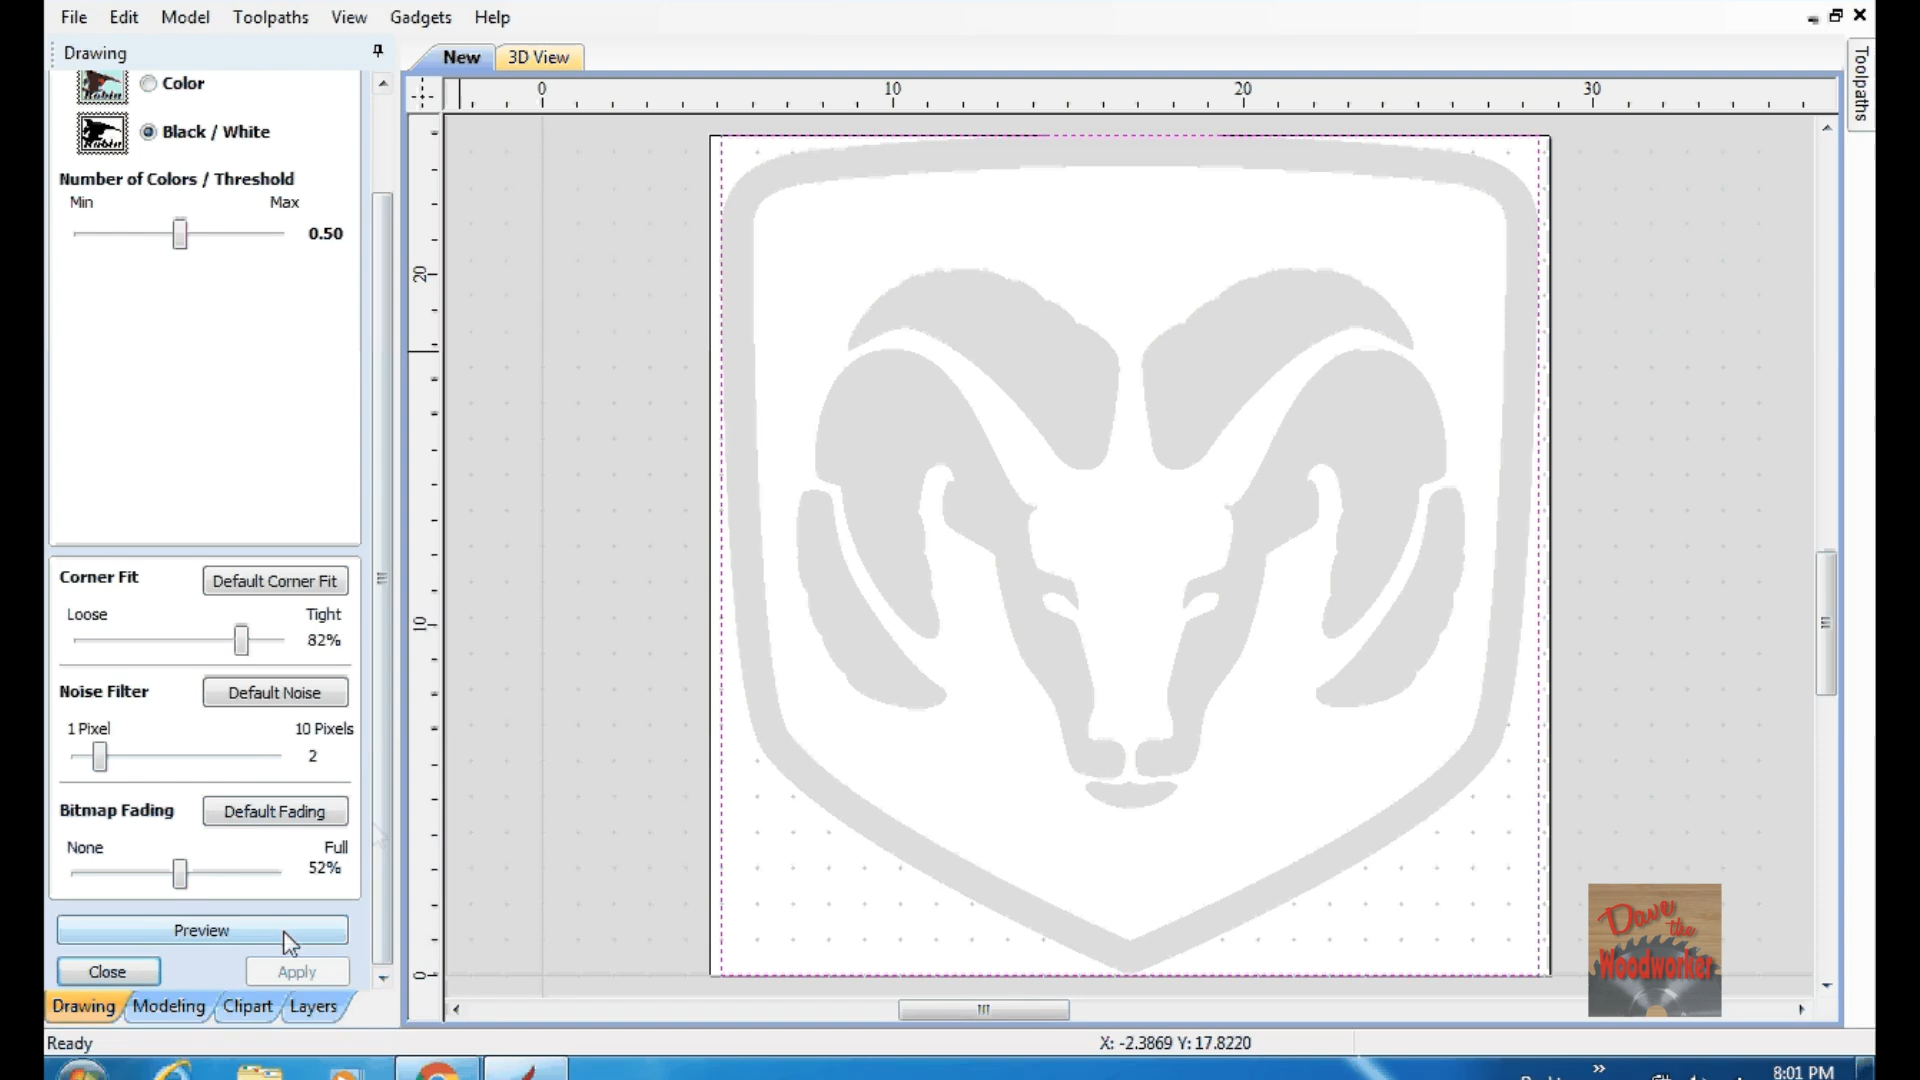 File Edit Model Toolpaths View Gadgets Help
Drawing
New 3D View
Toolpaths
Color
Black / White
Number of Colors / Threshold
Min Max
0.50
0 10 20 30
20
10
0
Corner Fit Default Corner Fit
Loose Tight
82%
Noise Filter Default Noise
1 Pixel 10 Pixels
2
Bitmap Fading Default Fading
None Full
52%
Preview
Close Apply
Drawing Modeling Clipart Layers
Dave
the
Woodworker
Ready X: -2.3869 Y: 17.8220
8:01 PM